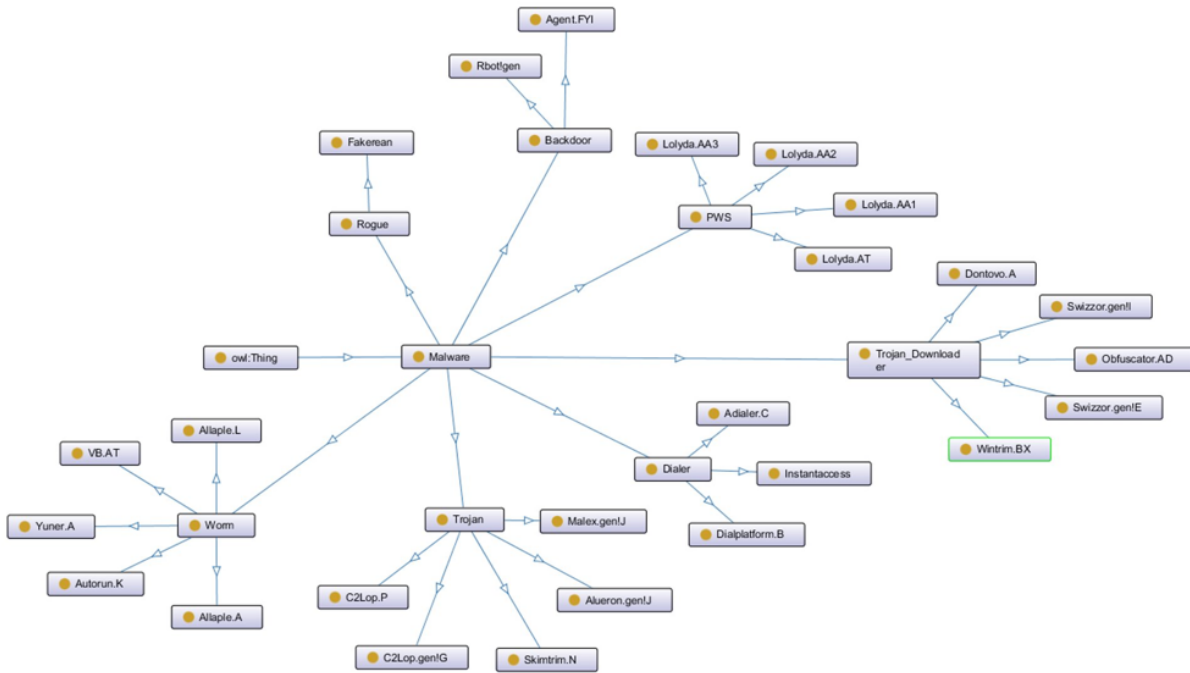 Agent.FYI
Rbot!gen
Fakerean
Backdoor
Lolyda.AA3
Lolyda.AA2
Lolyda.AA1
Rogue
PWS
Lolyda.AT
Dontovo.A
Swizzor.gen!I
owl:Thing
Malware
Trojan_Download
er
Obfuscator.AD
Swizzor.gen!E
Adialer.C
Allaple.L
Wintrim.BX
VB.AT
Dialer
Instantaccess
Yuner.A
Worm
Trojan
Malex.gen!J
Dialplatform.B
Autorun.K
C2Lop.P
Alueron.gen!J
Allaple.A
C2Lop.gen!G
Skimtrim.N